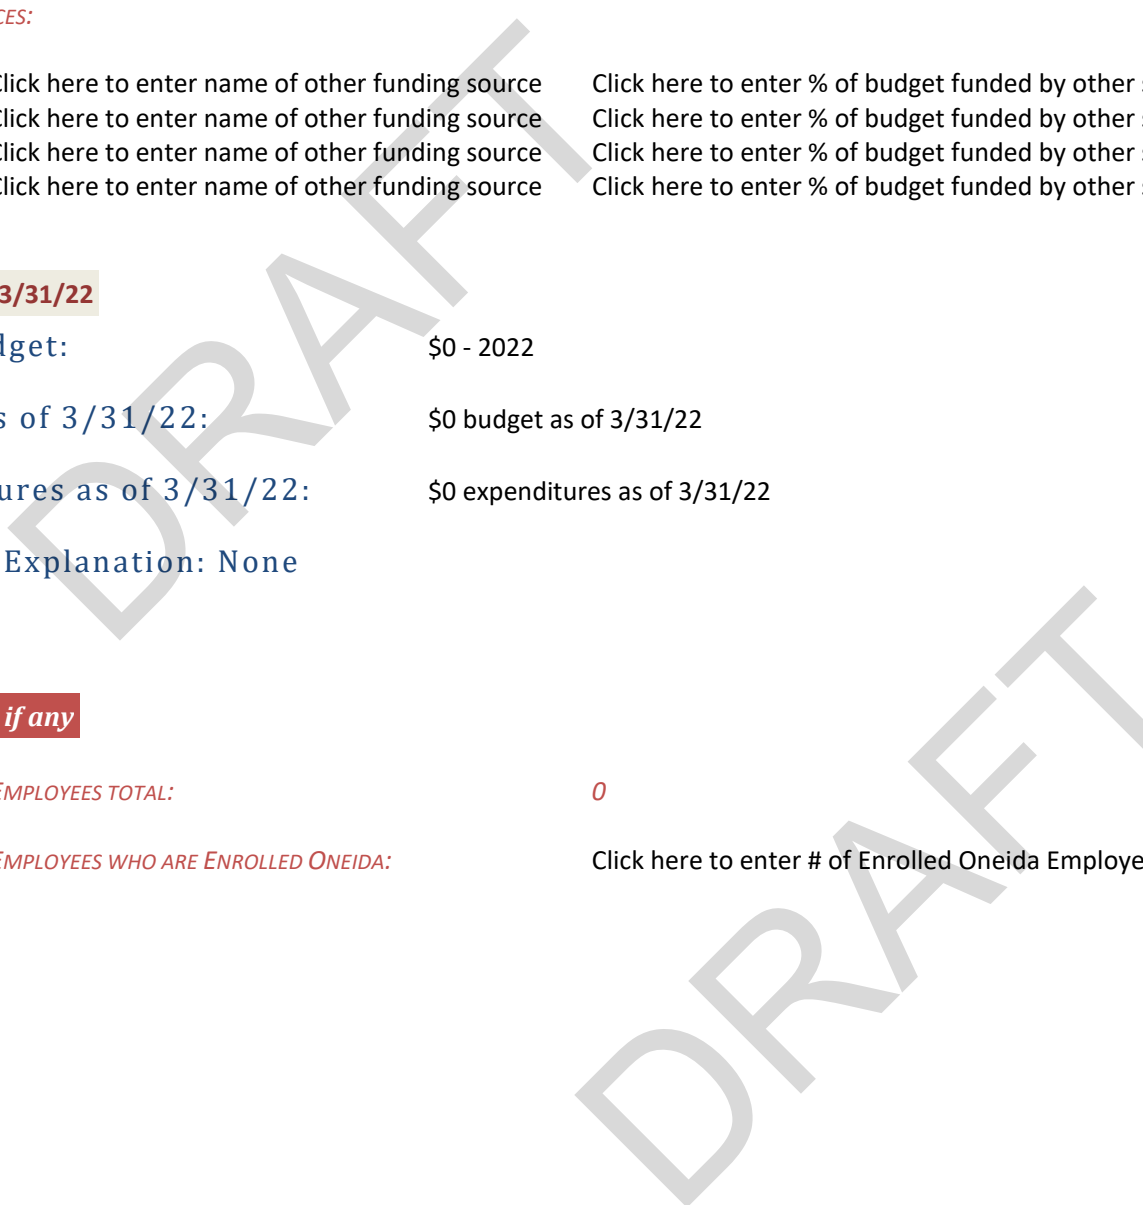 CES:
Click here to enter name of other funding source Click here to enter % of budget funded by other
Click here to enter name of other funding source Click here to enter % of budget funded by other
Click here to enter name of other funding source Click here to enter % of budget funded by other
Click here to enter name of other funding source Click here to enter % of budget funded by other
3/31/22
dget: $0 - 2022
s of 3/31/22: $0 budget as of 3/31/22
ures as of 3/31/22: $0 expenditures as of 3/31/22
Explanation: None
if any
EMPLOYEES TOTAL: 0
EMPLOYEES WHO ARE ENROLLED ONEIDA: Click here to enter # of Enrolled Oneida Employe
DRAFT
DRAFT